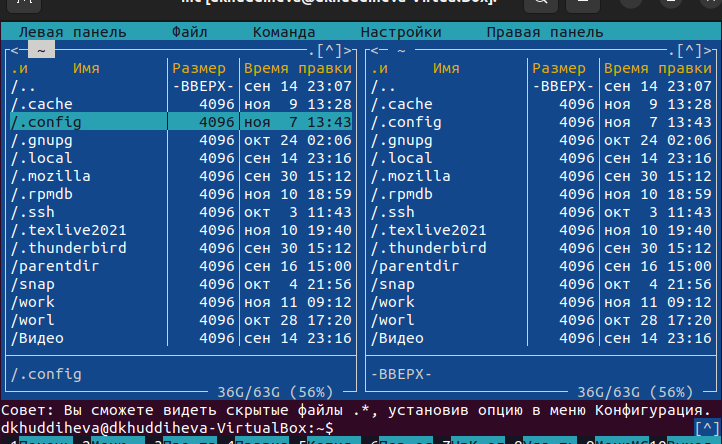 mc [dkhuddiheva@dkhuddiheva-VirtualBox]:
Левая панель Файл Команда Настройки Правая панель
<— ~ .[^]> <— ~ .[^]>
.и Имя Размер Время правки .и Имя Размер Время правки
/.. -ВВЕРХ- сен 14 23:07 /.. -ВВЕРХ- сен 14 23:07
/.cache 4096 ноя 9 13:28 /.cache 4096 ноя 9 13:28
/.config 4096 ноя 7 13:43 /.config 4096 ноя 7 13:43
/.gnupg 4096 окт 24 02:06 /.gnupg 4096 окт 24 02:06
/.local 4096 сен 14 23:16 /.local 4096 сен 14 23:16
/.mozilla 4096 сен 30 15:12 /.mozilla 4096 сен 30 15:12
/.rpmdb 4096 ноя 10 18:59 /.rpmdb 4096 ноя 10 18:59
/.ssh 4096 окт 3 11:43 /.ssh 4096 окт 3 11:43
/.texlive2021 4096 ноя 10 19:40 /.texlive2021 4096 ноя 10 19:40
/.thunderbird 4096 сен 30 15:12 /.thunderbird 4096 сен 30 15:12
/parentdir 4096 сен 16 15:00 /parentdir 4096 сен 16 15:00
/snap 4096 окт 4 21:56 /snap 4096 окт 4 21:56
/work 4096 ноя 11 09:12 /work 4096 ноя 11 09:12
/worl 4096 окт 28 17:20 /worl 4096 окт 28 17:20
/Видео 4096 сен 14 23:16 /Видео 4096 сен 14 23:16
/.config -ВВЕРХ-
36G/63G (56%) 36G/63G (56%)
Совет: Вы сможете видеть скрытые файлы .*, установив опцию в меню Конфигурация.
dkhuddiheva@dkhuddiheva-VirtualBox:~$ [^]